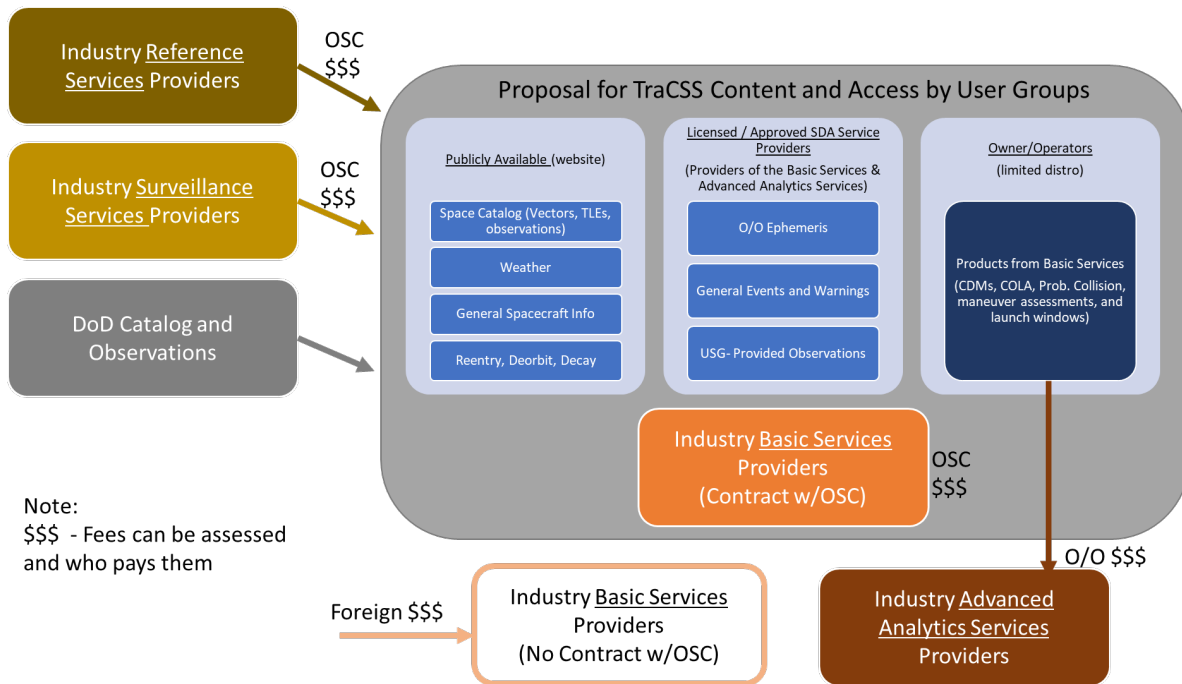 Industry Reference
Services Providers
OSC
$$$
Industry Surveillance
Services Providers
OSC
$$$
DoD Catalog and
Observations
Proposal for TraCSS Content and Access by User Groups
Publicly Available (website)
Space Catalog (Vectors, TLEs,
observations)
Weather
General Spacecraft Info
Reentry, Deorbit, Decay
Licensed / Approved SDA Service
Providers
(Providers of the Basic Services &
Advanced Analytics Services)
O/O Ephemeris
General Events and Warnings
USG- Provided Observations
Owner/Operators
(limited distro)
Products from Basic Services
(CDMs, COLA, Prob. Collision,
maneuver assessments, and
launch windows)
Industry Basic Services
Providers
(Contract w/OSC)
OSC
$$$
Note:
$$$ - Fees can be assessed
and who pays them
Foreign $$$
Industry Basic Services
Providers
(No Contract w/OSC)
O/O $$$
Industry Advanced
Analytics Services
Providers